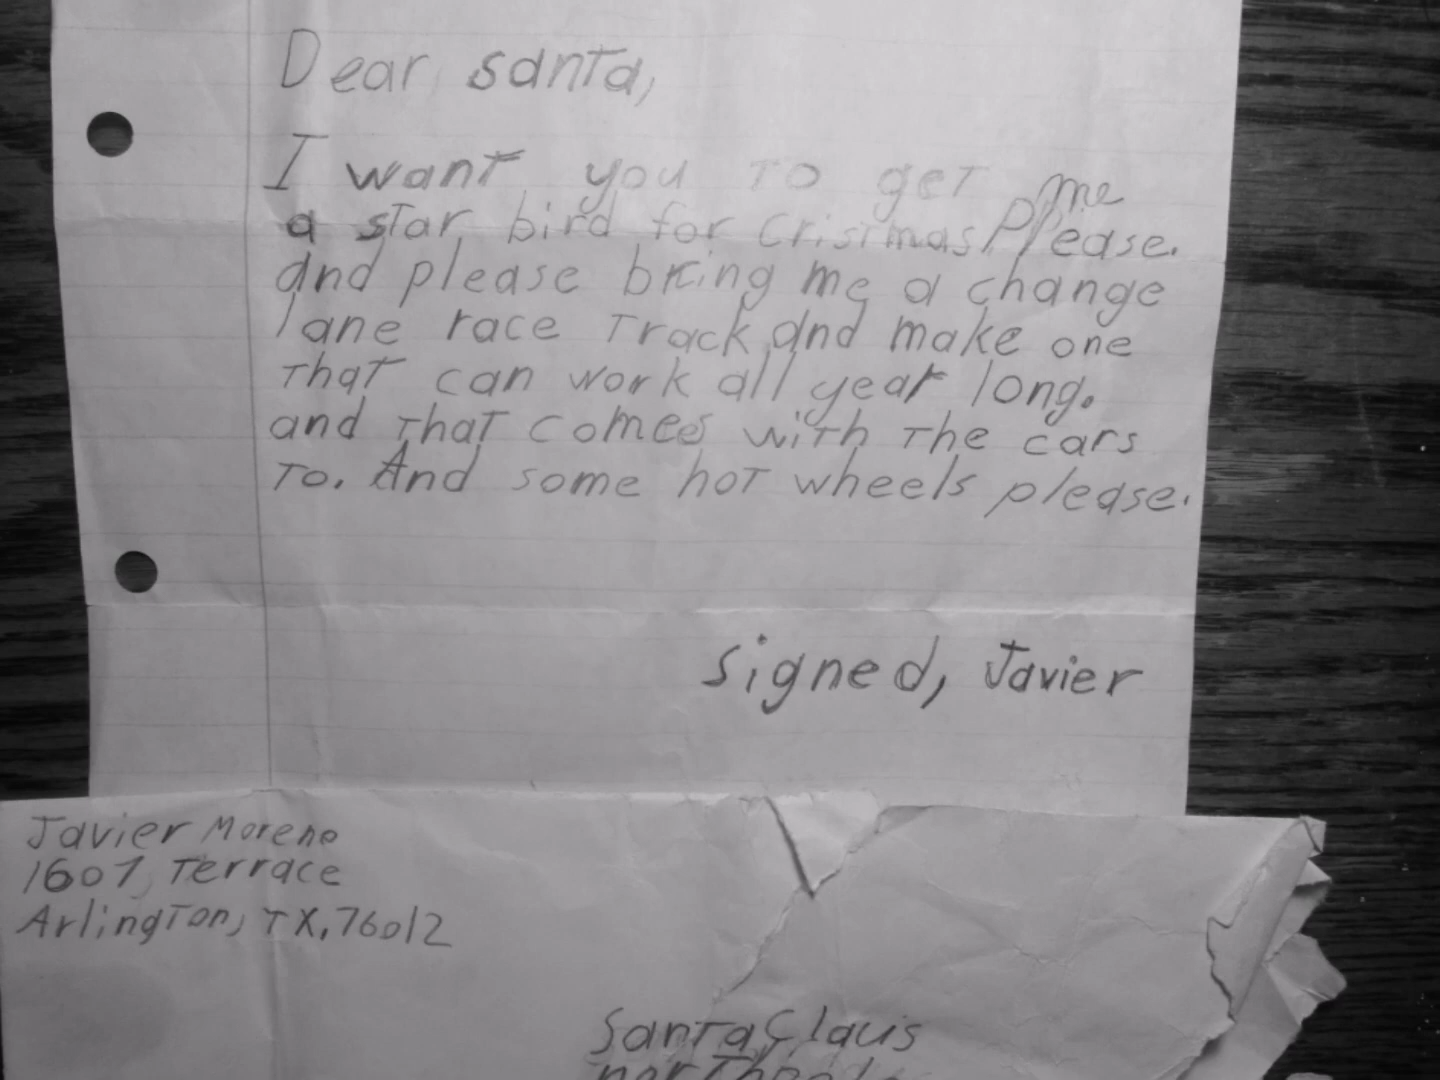 Dear santa,
I want you to get me
a star bird for Cristmas Please.
and please bring me a change
lane race track and make one
that can work all year long.
and that comes with the cars
to. And some hot wheels please.
signed, Javier
Javier Moreno
1607 Terrace
Arlington, TX, 76012
Santa Claus